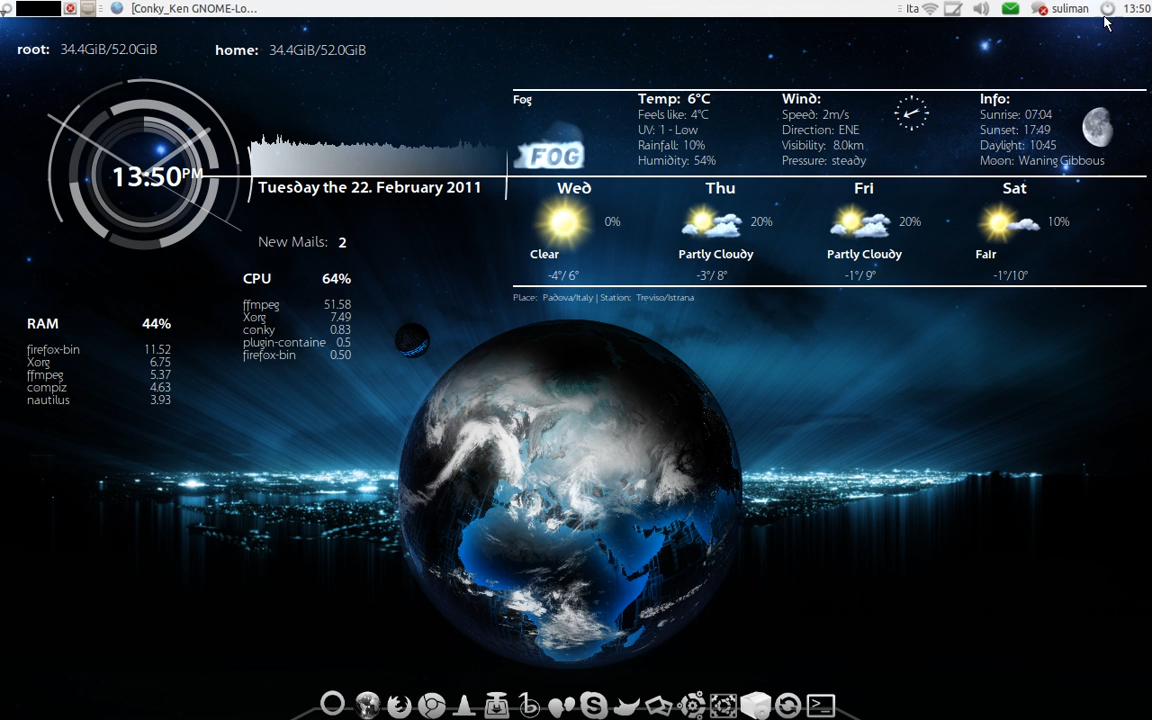 [Conky_Ken GNOME-Lo...
Ita
suliman
13:50
root: 34.4GiB/52.0GiB
home: 34.4GiB/52.0GiB
13:50PM
Tuesday the 22. February 2011
New Mails: 2
CPU 64%
ffmpeg 51.58
Xorg 7.49
conky 0.83
plugin-containe 0.5
firefox-bin 0.50
RAM 44%
firefox-bin 11.52
Xorg 6.75
ffmpeg 5.37
compiz 4.63
nautilus 3.93
Fog
FOG
Temp: 6°C
Feels like: 4°C
UV: 1 - Low
Rainfall: 10%
Humidity: 54%
Wind:
Speed: 2m/s
Direction: ENE
Visibility: 8.0km
Pressure: steady
Info:
Sunrise: 07:04
Sunset: 17:49
Daylight: 10:45
Moon: Waning Gibbous
Wed
0%
Clear
-4°/ 6°
Thu
20%
Partly Cloudy
-3°/ 8°
Fri
20%
Partly Cloudy
-1°/ 9°
Sat
10%
Fair
-1°/10°
Place: Padova/Italy | Station: Treviso/Istrana